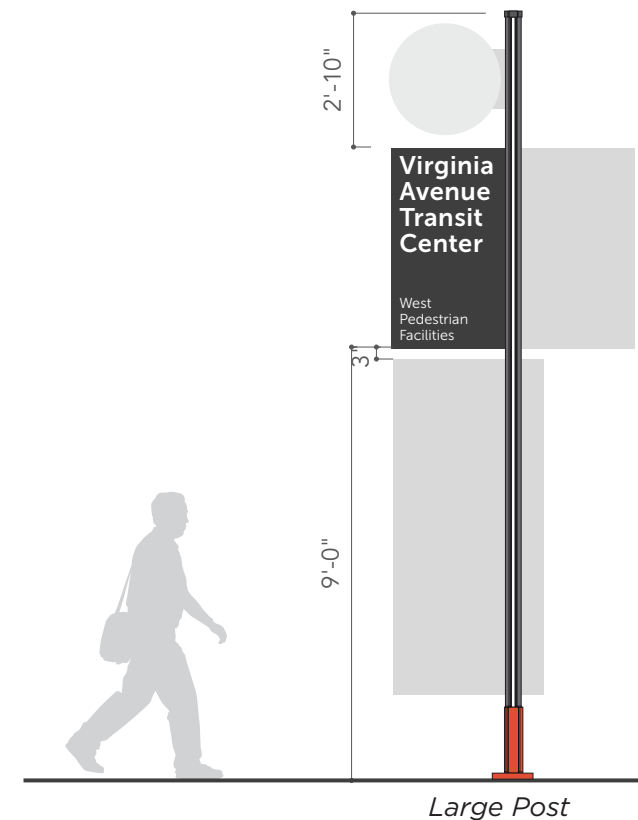 2'-10"
Virginia
Avenue
Transit
Center
West
Pedestrian
Facilities
3"
9'-0"
Large Post